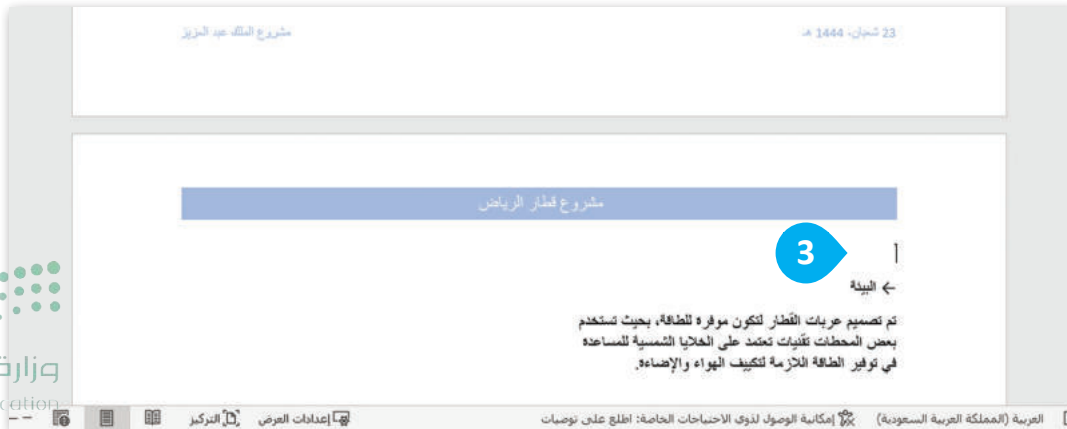 23 شعبان، 1444 هـ مشروع الملك عبد العزيز
مشروع قطار الرياض
3
← البيئة
تم تصميم عربات القطار لتكون موفرة للطاقة، بحيث تستخدم
بعض المحطات تقنيات تعتمد على الخلايا الشمسية للمساعدة
في توفير الطاقة اللازمة لتكييف الهواء والإضاءة.
العربية (المملكة العربية السعودية) إمكانية الوصول لذوي الاحتياجات الخاصة: اطلع على توصيات إعدادات العرض التركيز